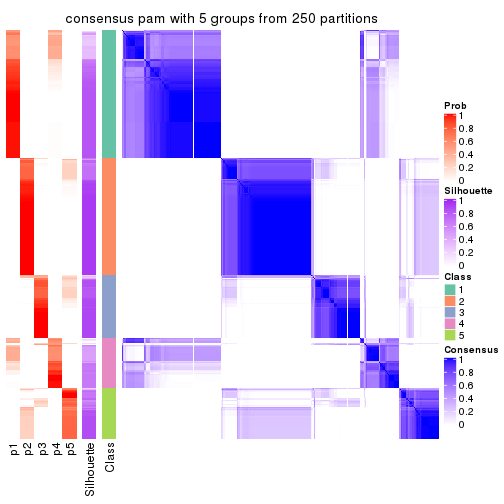 consensus pam with 5 groups from 250 partitions
Prob
1
0.8
0.6
0.4
0.2
0
Silhouette
1
0.8
0.6
0.4
0.2
0
Class
1
2
3
4
5
Consensus
1
0.8
0.6
0.4
0.2
0
p1
p2
p3
p4
p5
Silhouette
Class